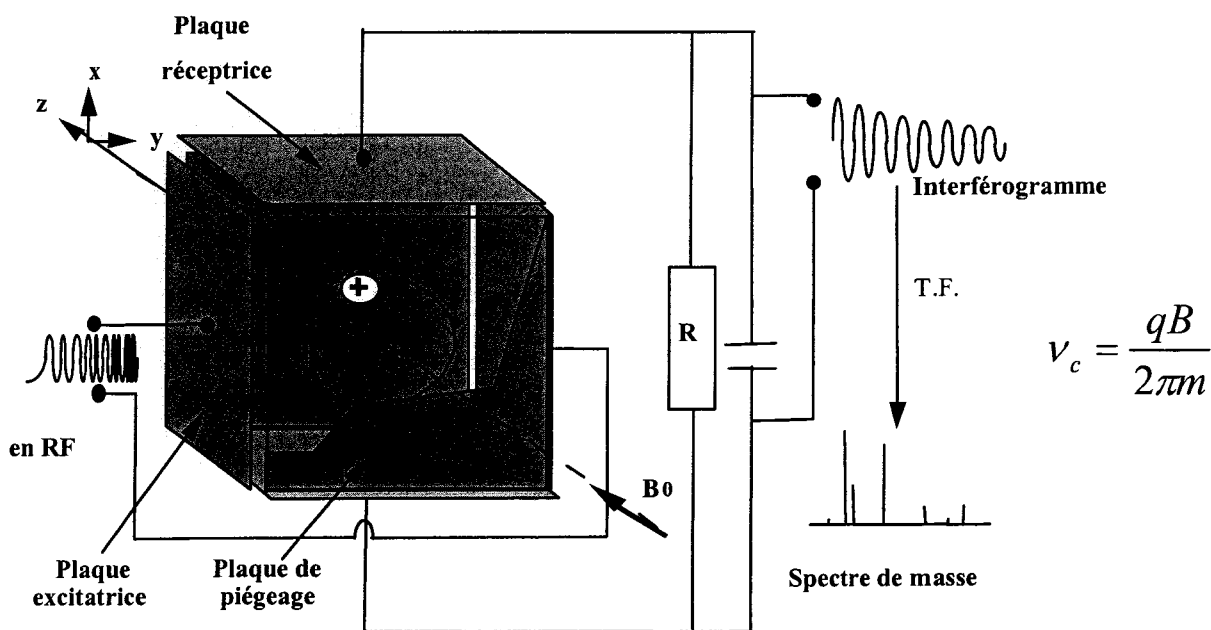 Plaque
réceptrice
x
z
y
+
Interférogramme
T.F.
R
ν_c = qB / 2πm
en RF
B0
Plaque
excitatrice
Plaque de
piégeage
Spectre de masse